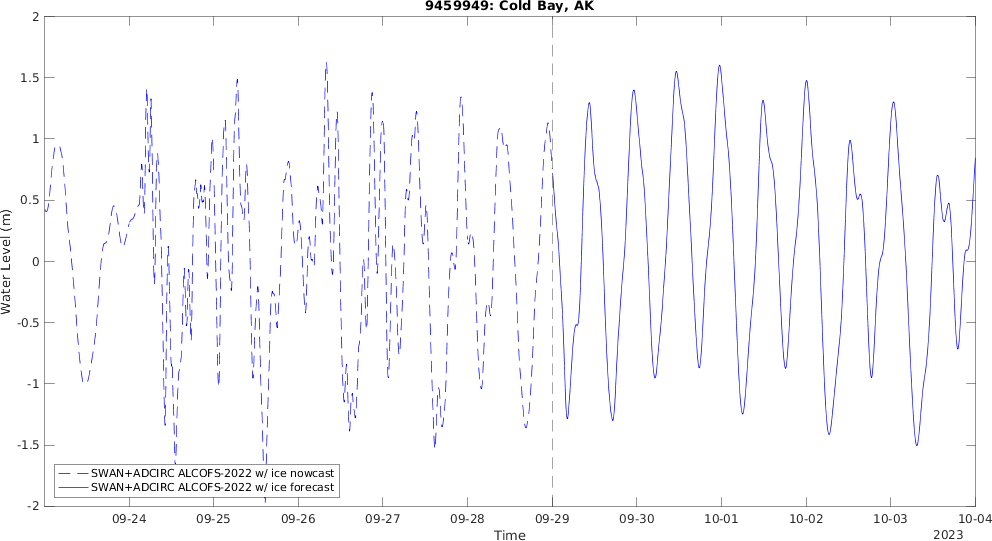 9459949: Cold Bay, AK
2
1.5
1
0.5
0
-0.5
-1
-1.5
-2
Water Level (m)
SWAN+ADCIRC ALCOFS-2022 w/ ice nowcast
SWAN+ADCIRC ALCOFS-2022 w/ ice forecast
09-24 09-25 09-26 09-27 09-28 09-29 09-30 10-01 10-02 10-03 10-04
Time
2023